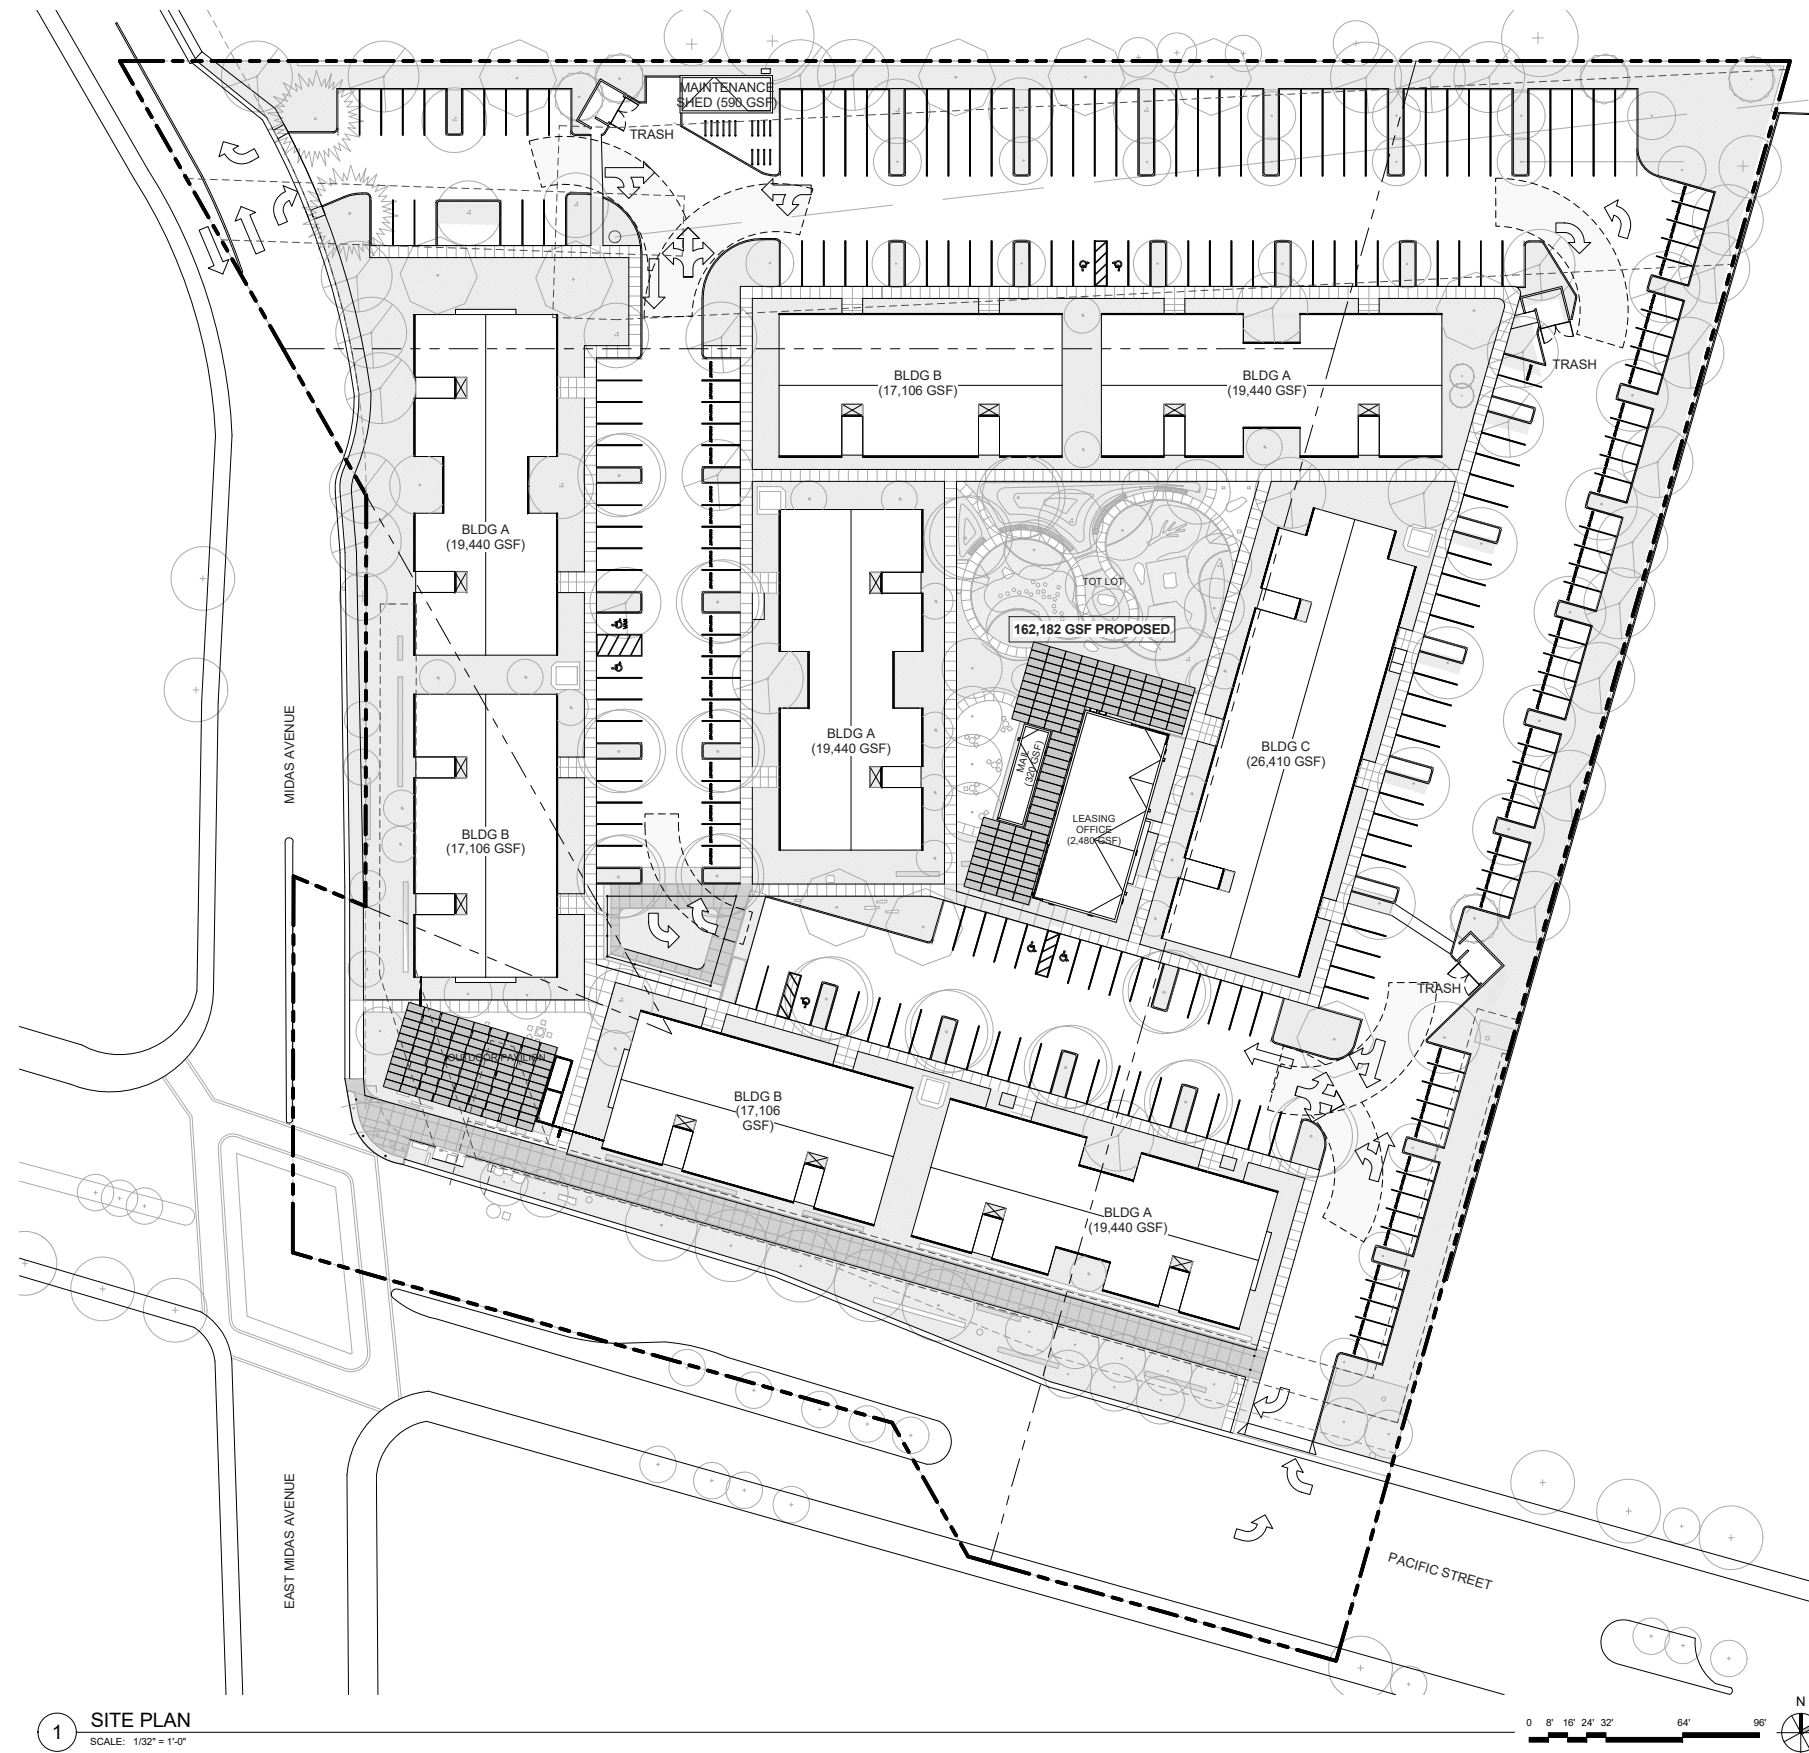 MAINTENANCE
SHED (590 GSF)
TRASH
TRASH
BLDG B
(17,106 GSF)
BLDG A
(19,440 GSF)
BLDG A
(19,440 GSF)
TOT LOT
162,182 GSF PROPOSED
MIDAS AVENUE
BLDG A
(19,440 GSF)
MAIL
(320 GSF)
BLDG C
(26,410 GSF)
LEASING
OFFICE
(2,480 GSF)
BLDG B
(17,106 GSF)
TRASH
OUTDOOR PAVILION
BLDG B
(17,106
GSF)
BLDG A
(19,440 GSF)
EAST MIDAS AVENUE
PACIFIC STREET
1
SITE PLAN
SCALE: 1/32" = 1'-0"
0 8' 16' 24' 32' 64' 96'
N